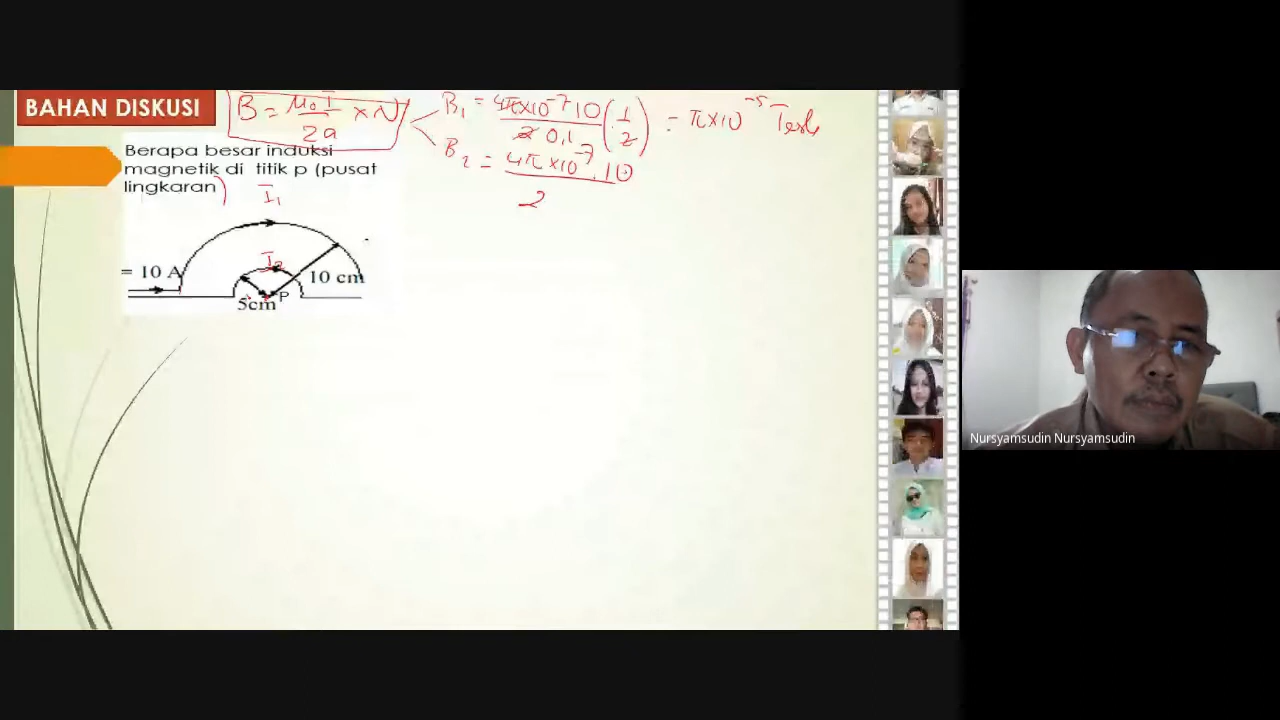 BAHAN DISKUSI
B = μ₀ I / 2a × N
B₁ = 4π×10⁻⁷ 10 / 2 0,1 (1/2) = π×10⁻⁵ Tesla
B₂ = 4π×10⁻⁷ . 10 / 2
Berapa besar induksi
magnetik di titik p (pusat
lingkaran)
I₁
I₂
= 10 A
10 cm
P
5cm
Nursyamsudin Nursyamsudin